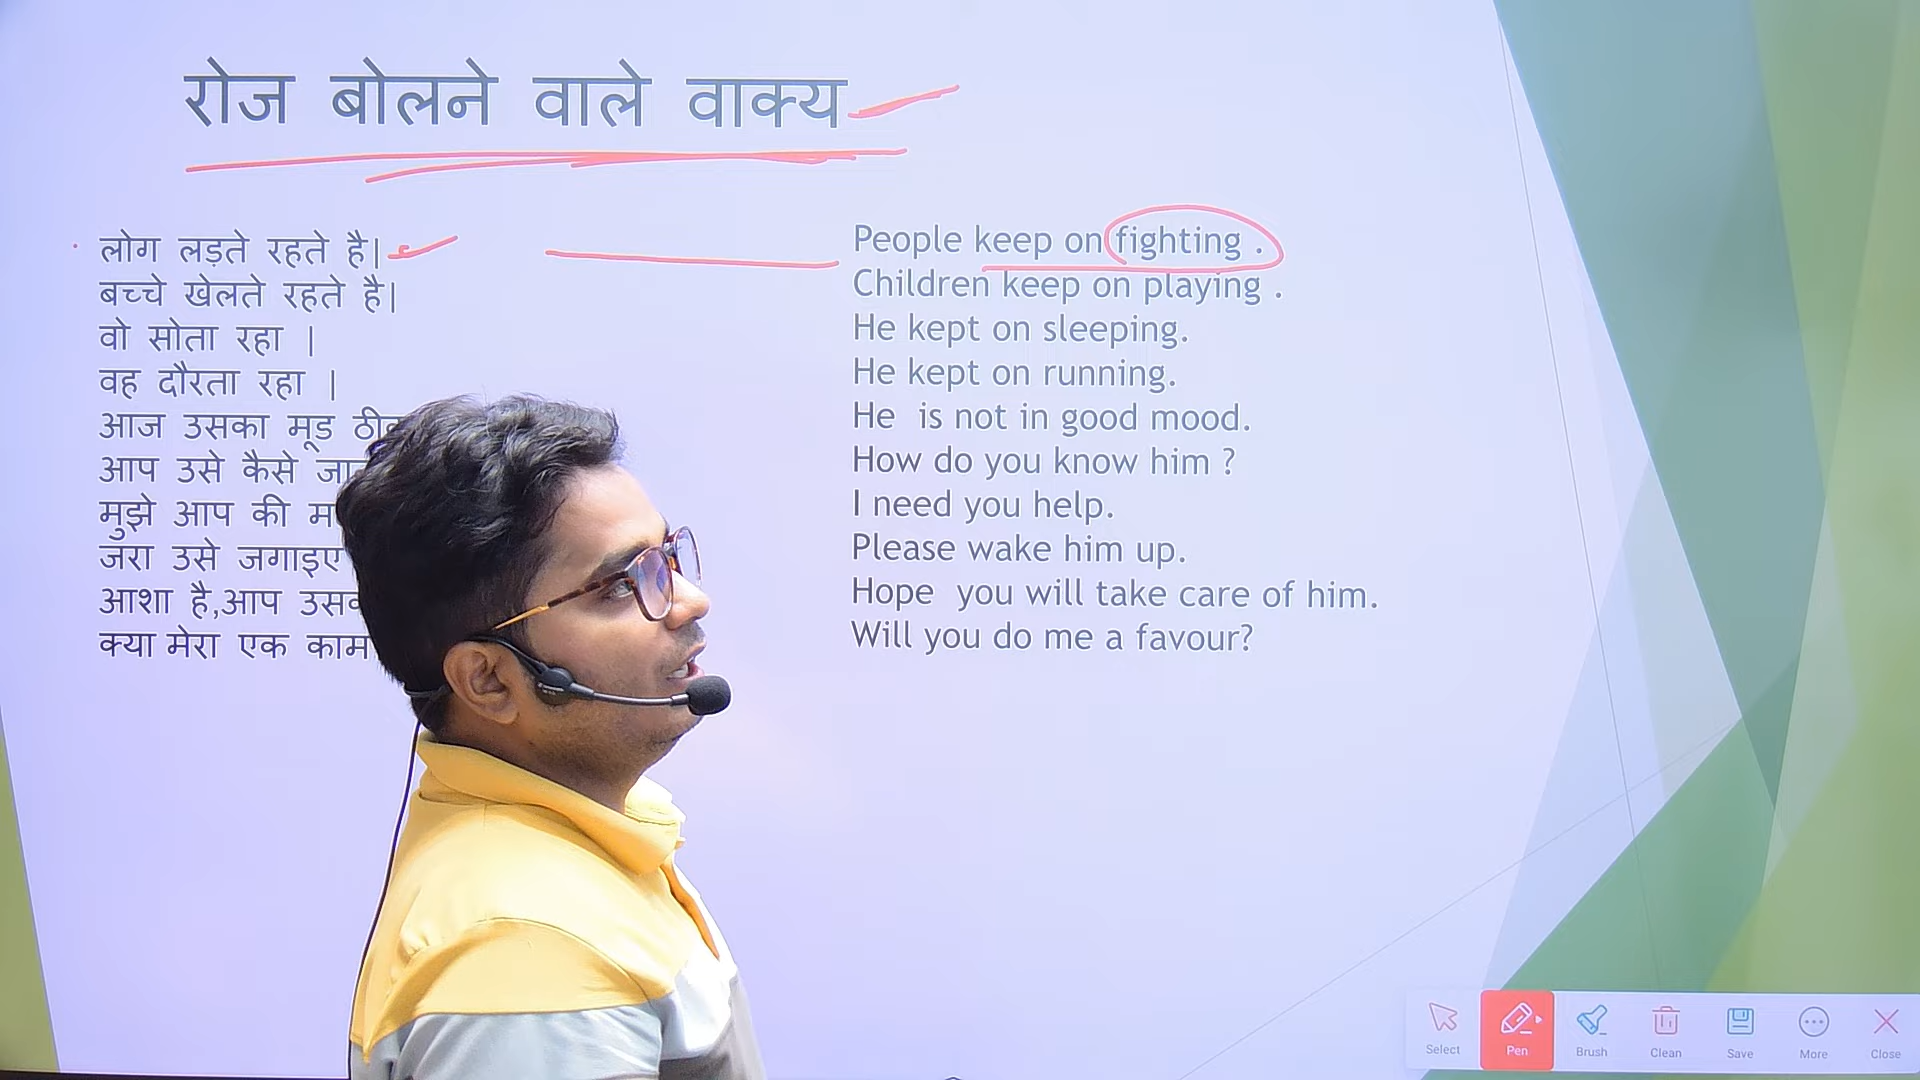 रोज बोलने वाले वाक्य
लोग लड़ते रहते है|
People keep on fighting .
बच्चे खेलते रहते है|
Children keep on playing .
वो सोता रहा |
He kept on sleeping.
वह दौरता रहा |
He kept on running.
आज उसका मूड
He is not in good mood.
आप उसे कैसे
How do you know him ?
मुझे आप की
I need you help.
जरा उसे जगाइए
Please wake him up.
आशा है,आप
Hope you will take care of him.
क्या मेरा एक काम
Will you do me a favour?
Select Pen Brush Clean Save More Close